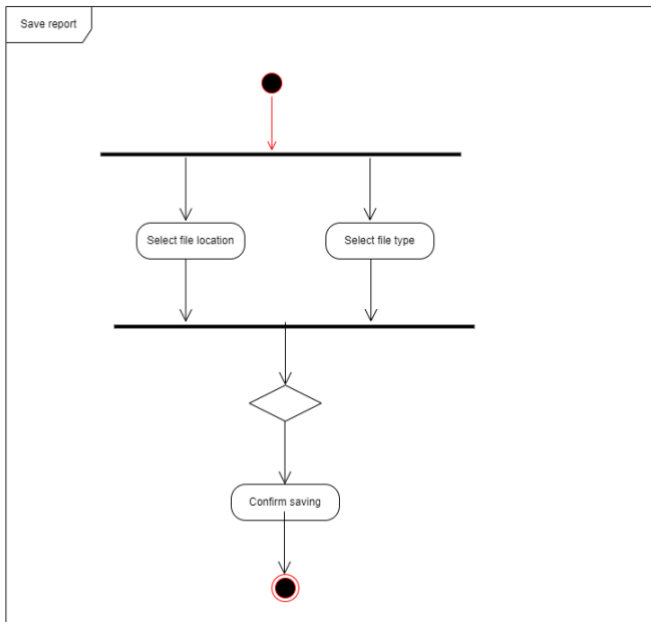 Save report
Select file location
Select file type
Confirm saving